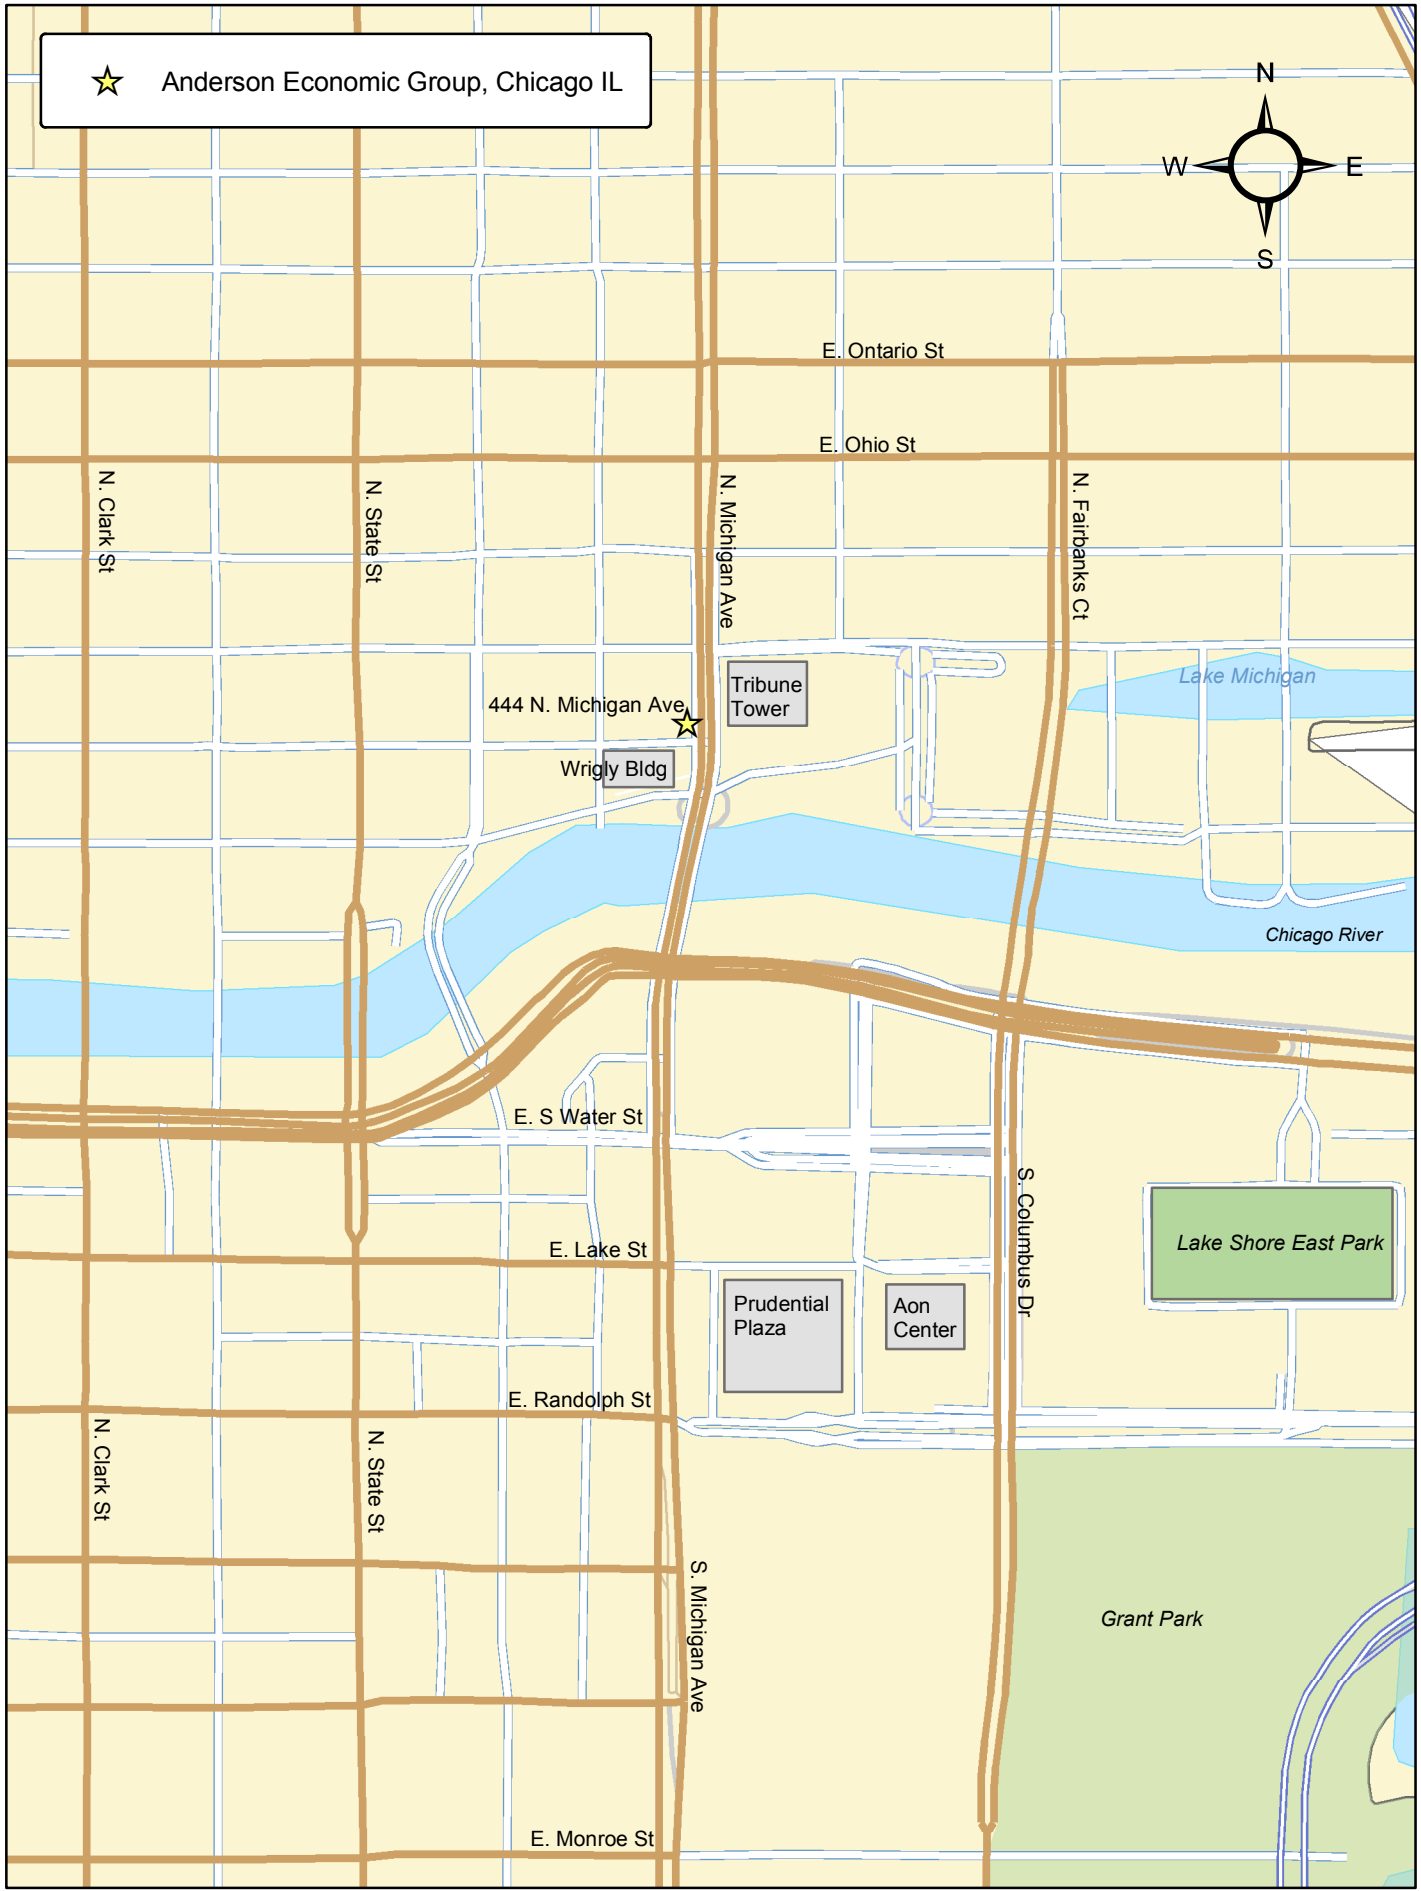 Anderson Economic Group, Chicago IL
N
W
E
S
E. Ontario St
E. Ohio St
N. Clark St
N. State St
N. Michigan Ave
N. Fairbanks Ct
Tribune
Tower
Lake Michigan
444 N. Michigan Ave
Wrigly Bldg
Chicago River
E. S Water St
S. Columbus Dr
E. Lake St
Lake Shore East Park
Prudential
Plaza
Aon
Center
E. Randolph St
N. Clark St
N. State St
S. Michigan Ave
Grant Park
E. Monroe St